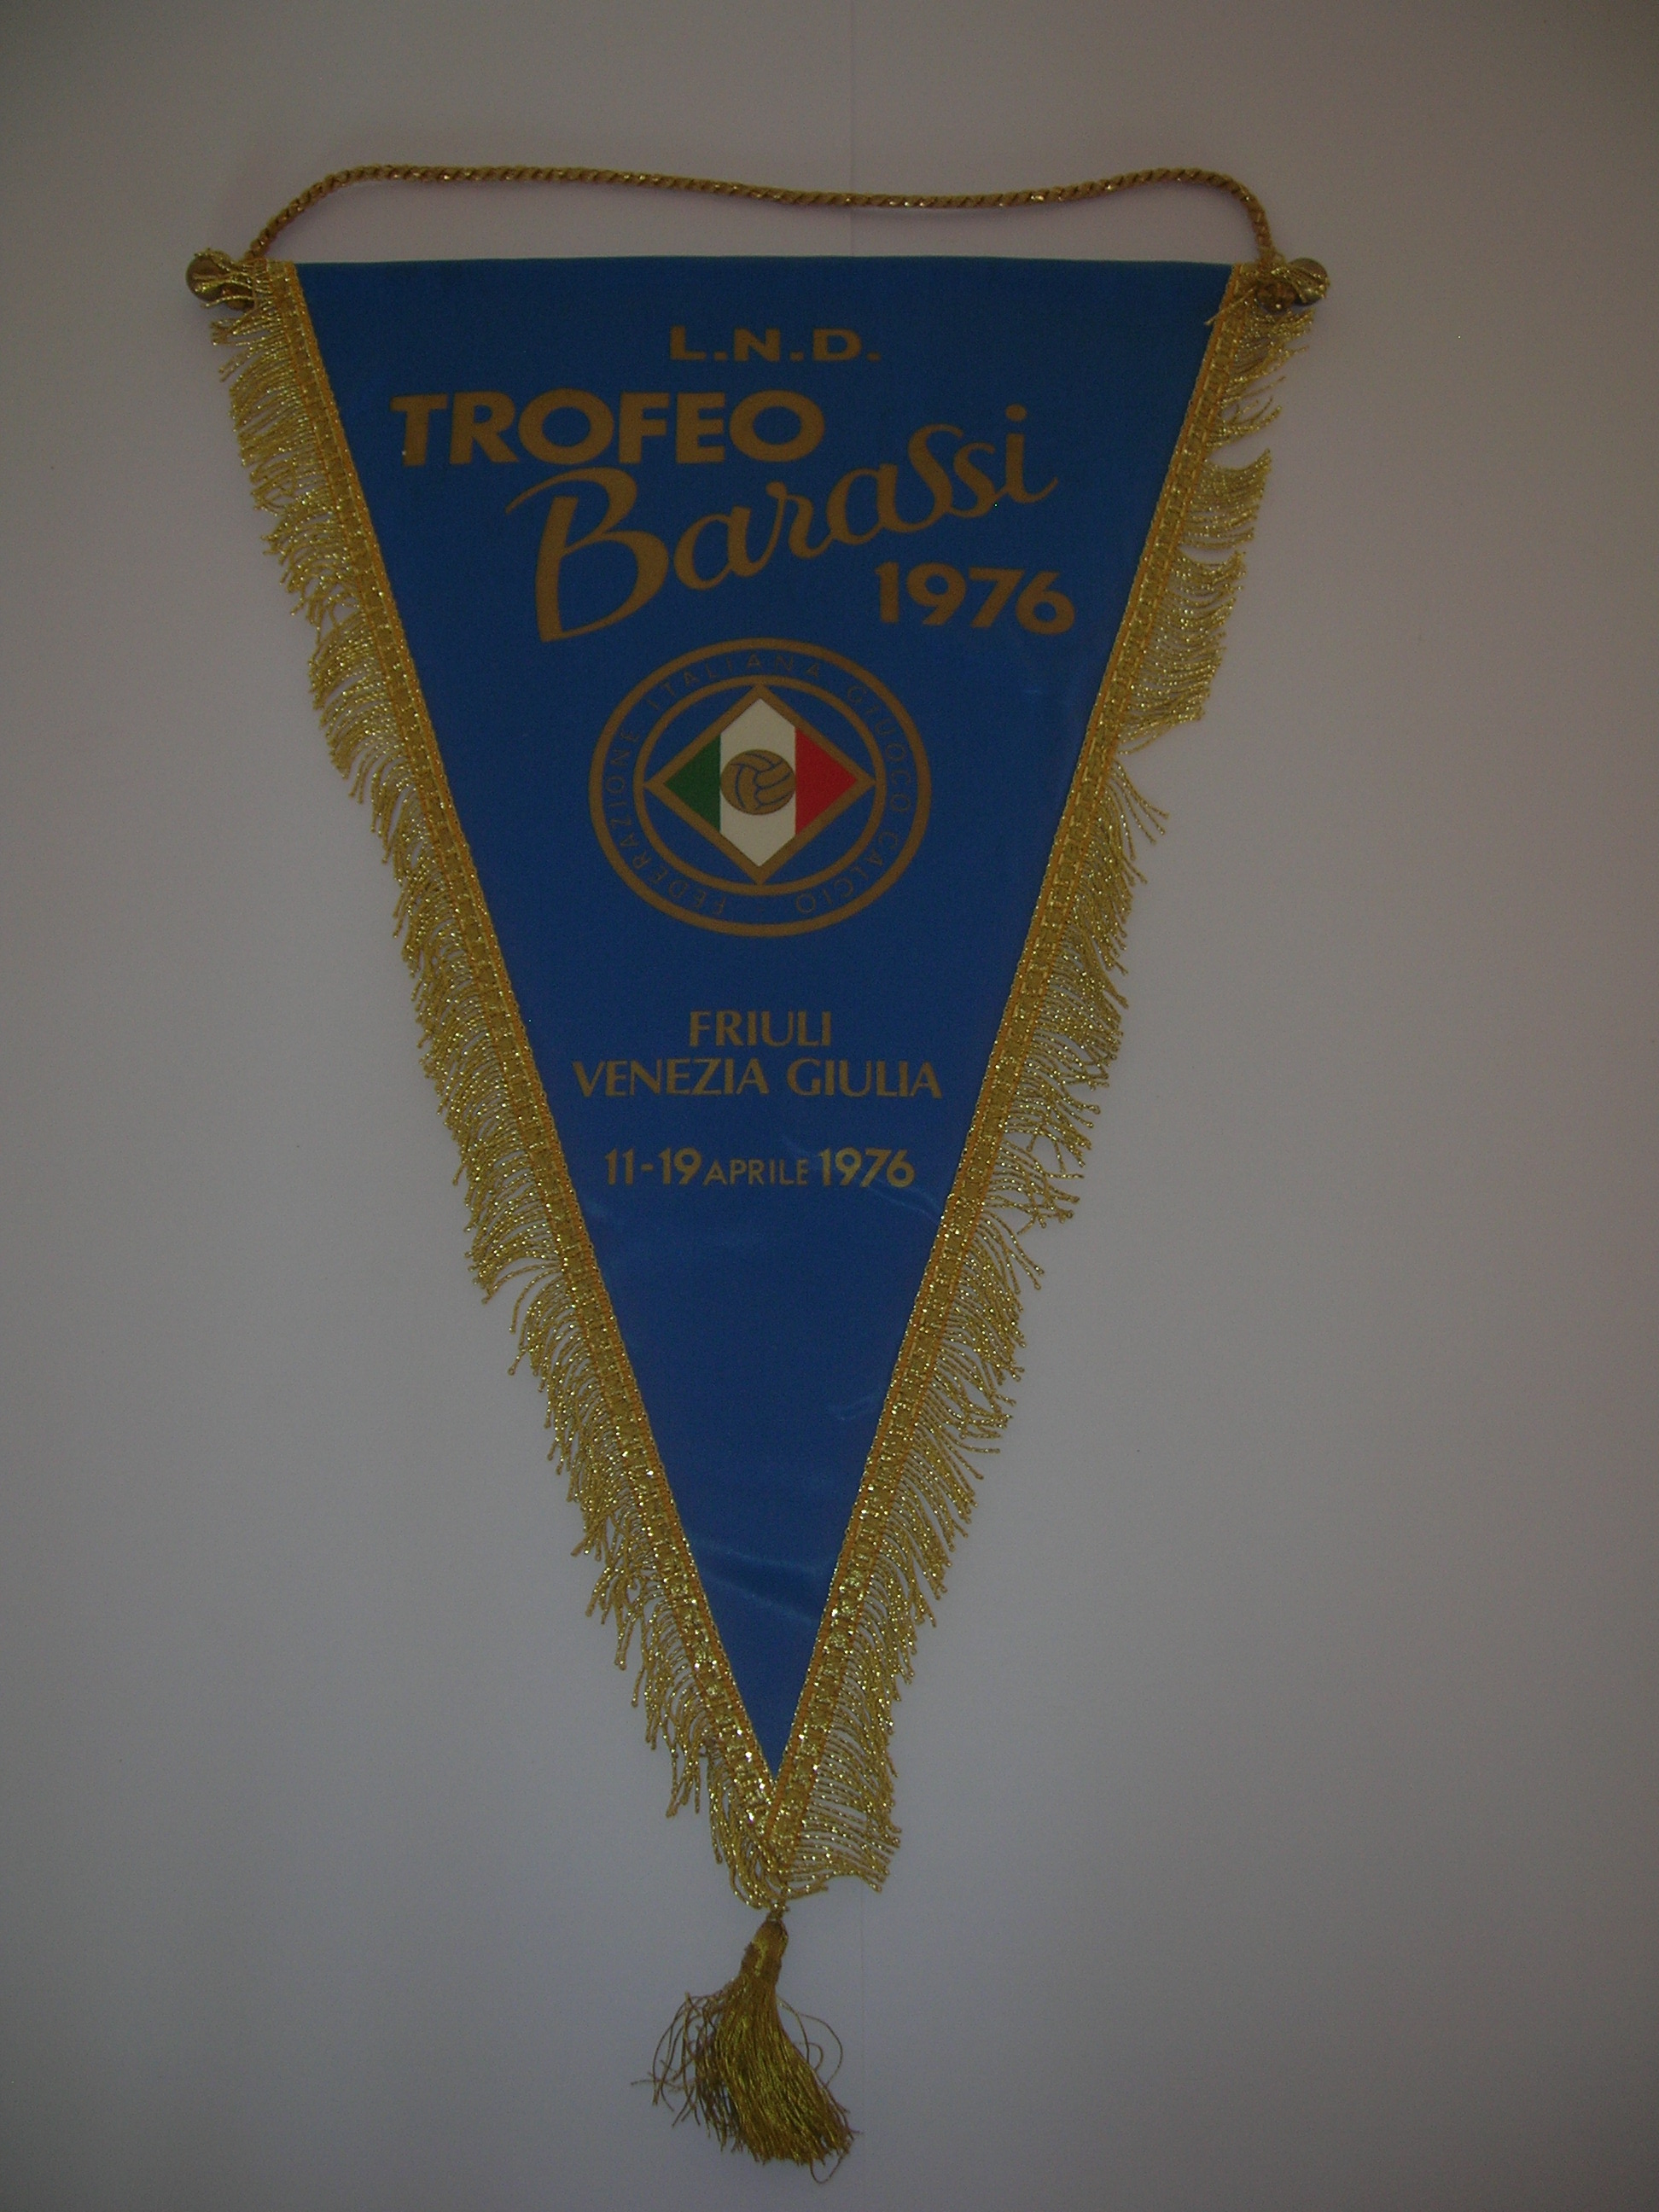 L.N.D.
TROFEO
Barassi
1976
FEDERAZIONE ITALIANA GIUOCO CALCIO -
FRIULI
VENEZIA GIULIA
11-19 APRILE 1976